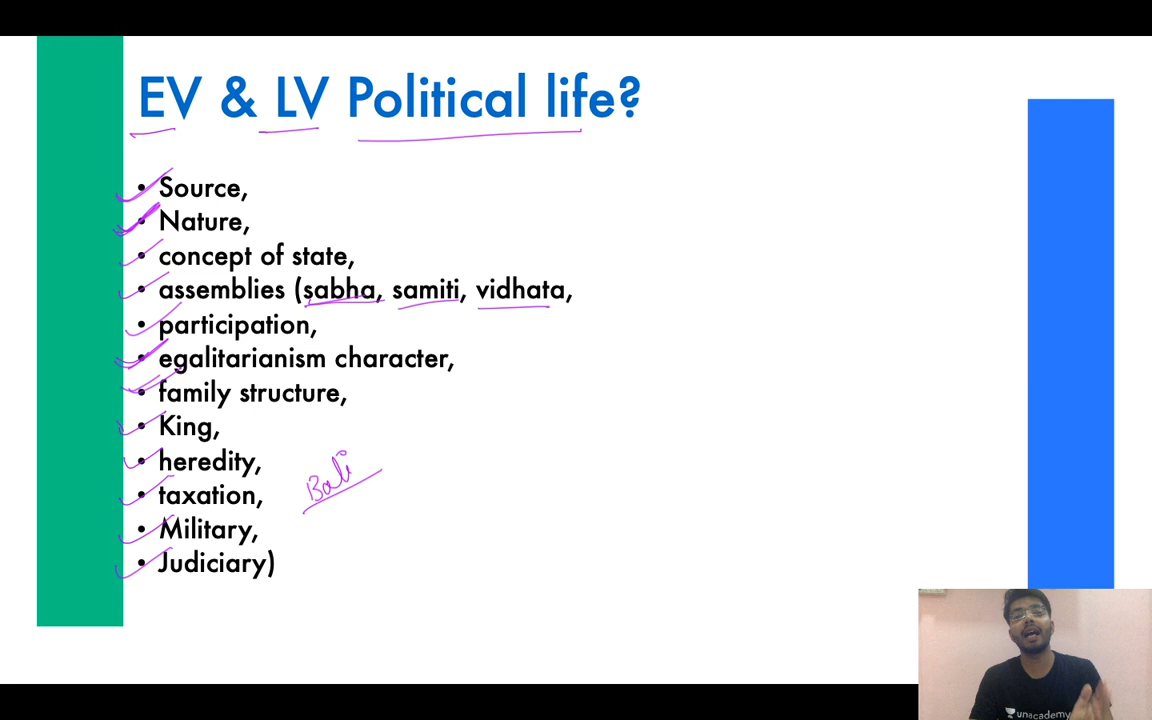 EV & LV Political life?
• Source,
• Nature,
• concept of state,
• assemblies (sabha, samiti, vidhata,
• participation,
• egalitarianism character,
• family structure,
• King,
• heredity,
• taxation,
Bali
• Military,
• Judiciary)
unacademy